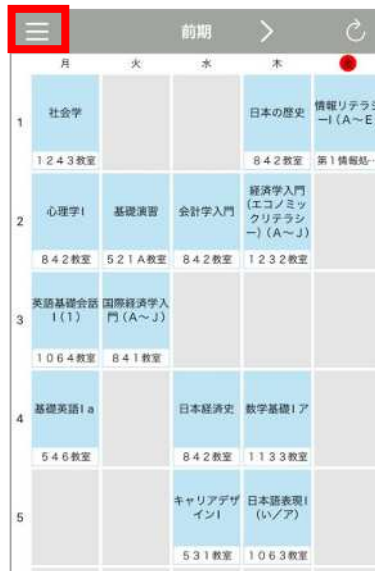 前期
月 火 水 木
1
社会学
1243教室
日本の歴史
842教室
情報リテラシ
ーI(A~E
第1情報処…
2
心理学I
842教室
基礎演習
521A教室
会計学入門
842教室
経済学入門
(エコノミッ
クリテラシ
ー)(A~J)
1232教室
3
英語基礎会話
I(1)
1064教室
国際経済学入
門(A~J)
841教室
4
基礎英語Ia
546教室
日本経済史
842教室
数学基礎Iア
1133教室
5
キャリアデザ
インI
531教室
日本語表現I
(い/ア)
1063教室